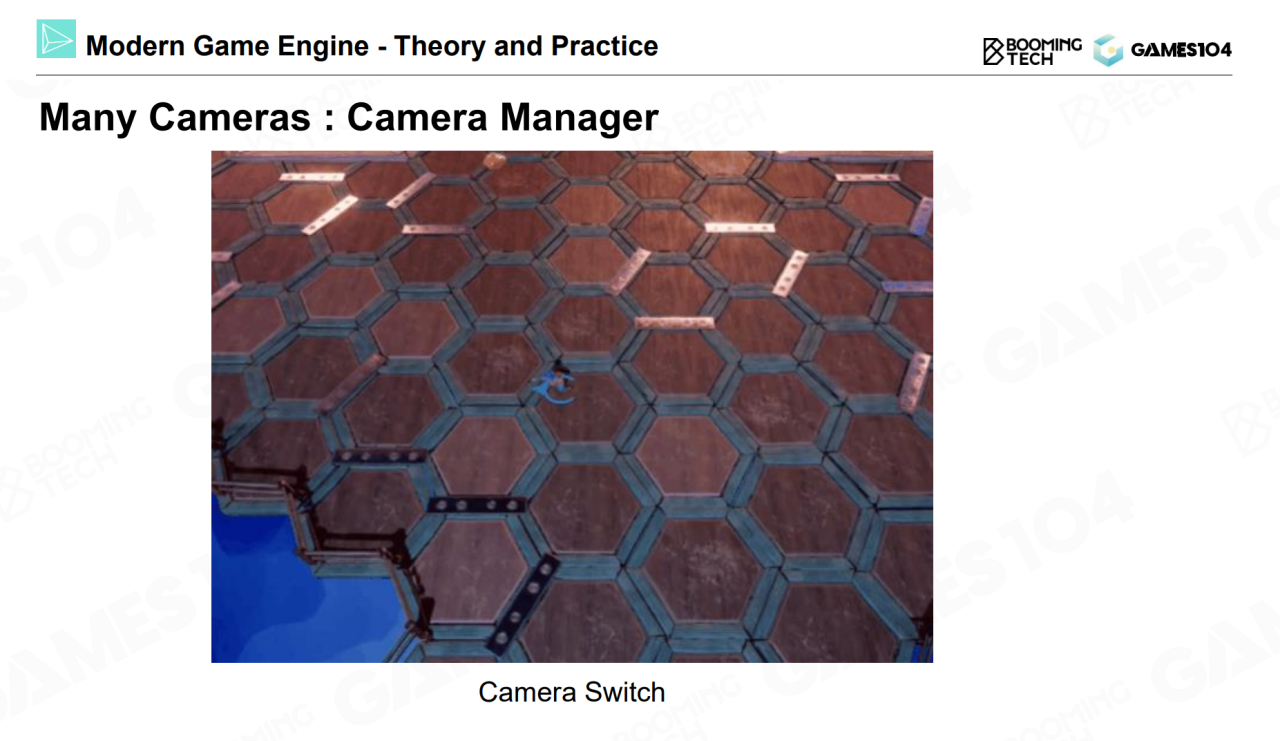 Modern Game Engine - Theory and Practice
BOOMING
TECH
GAMES104
Many Cameras : Camera Manager
Camera Switch